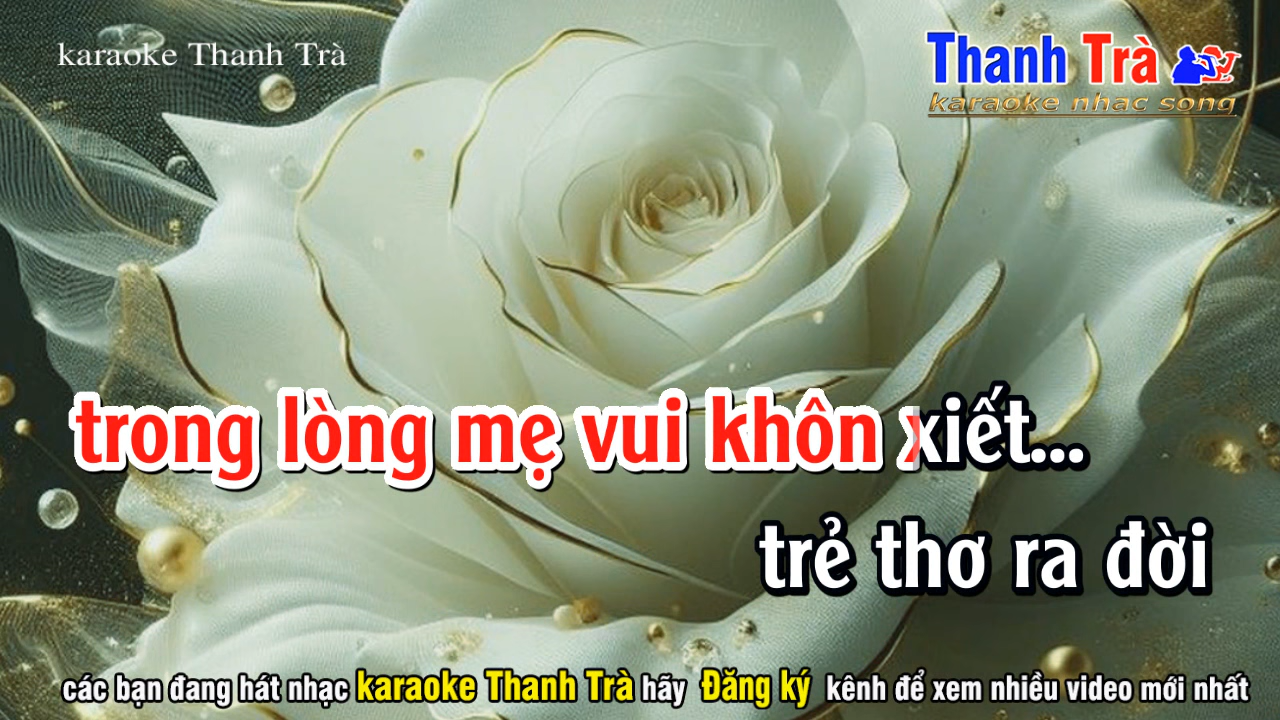 karaoke Thanh Trà
Thanh Trà
karaoke nhac song
trong lòng mẹ vui khôn xiết...
trẻ thơ ra đời
các bạn đang hát nhạc karaoke Thanh Trà hãy Đăng ký kênh để xem nhiều video mới nhất